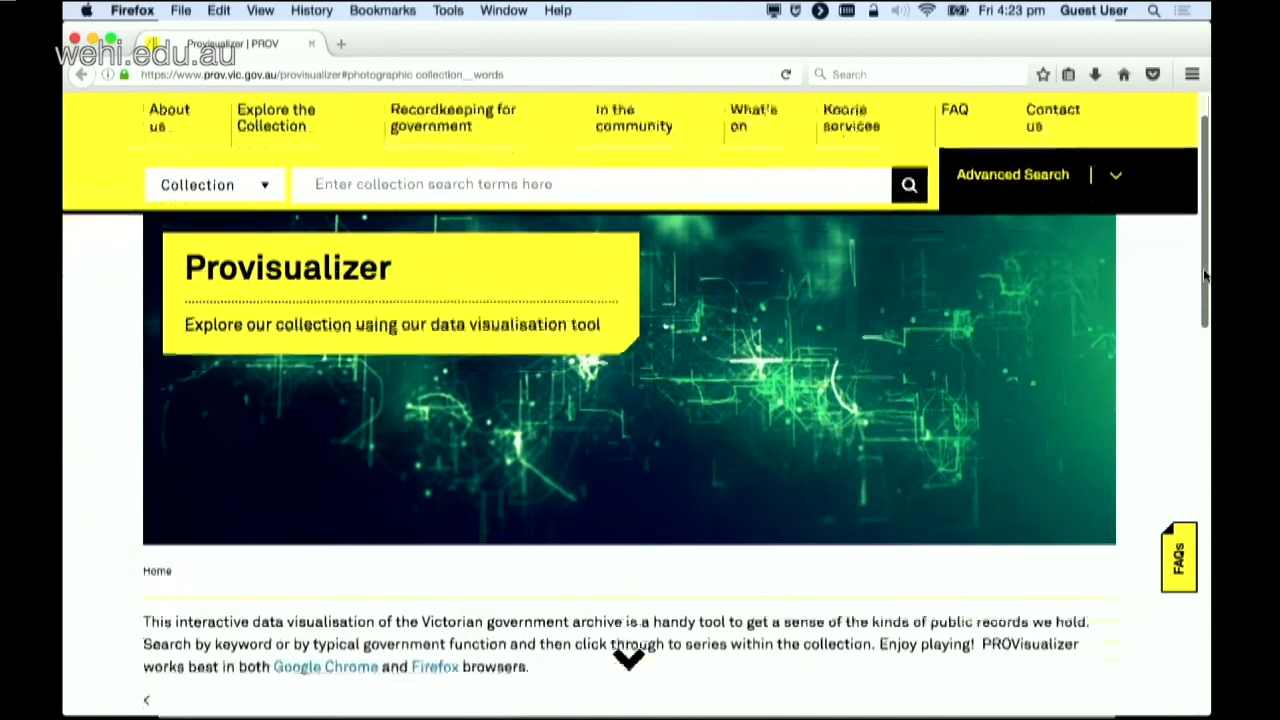 Firefox File Edit View History Bookmarks Tools Window Help Fri 4:23 pm Guest User
wehi.edu.au
Provisualizer | PROV
https://www.prov.vic.gov.au/provisualizer#photographic collection__words
Search
About us
Explore the Collection
Recordkeeping for government
In the community
What's on
Koorie services
FAQ
Contact us
Collection
Enter collection search terms here
Advanced Search
Provisualizer
Explore our collection using our data visualisation tool
FAQs
Home
This interactive data visualisation of the Victorian government archive is a handy tool to get a sense of the kinds of public records we hold.
Search by keyword or by typical government function and then click through to series within the collection. Enjoy playing! PROVisualizer
works best in both Google Chrome and Firefox browsers.